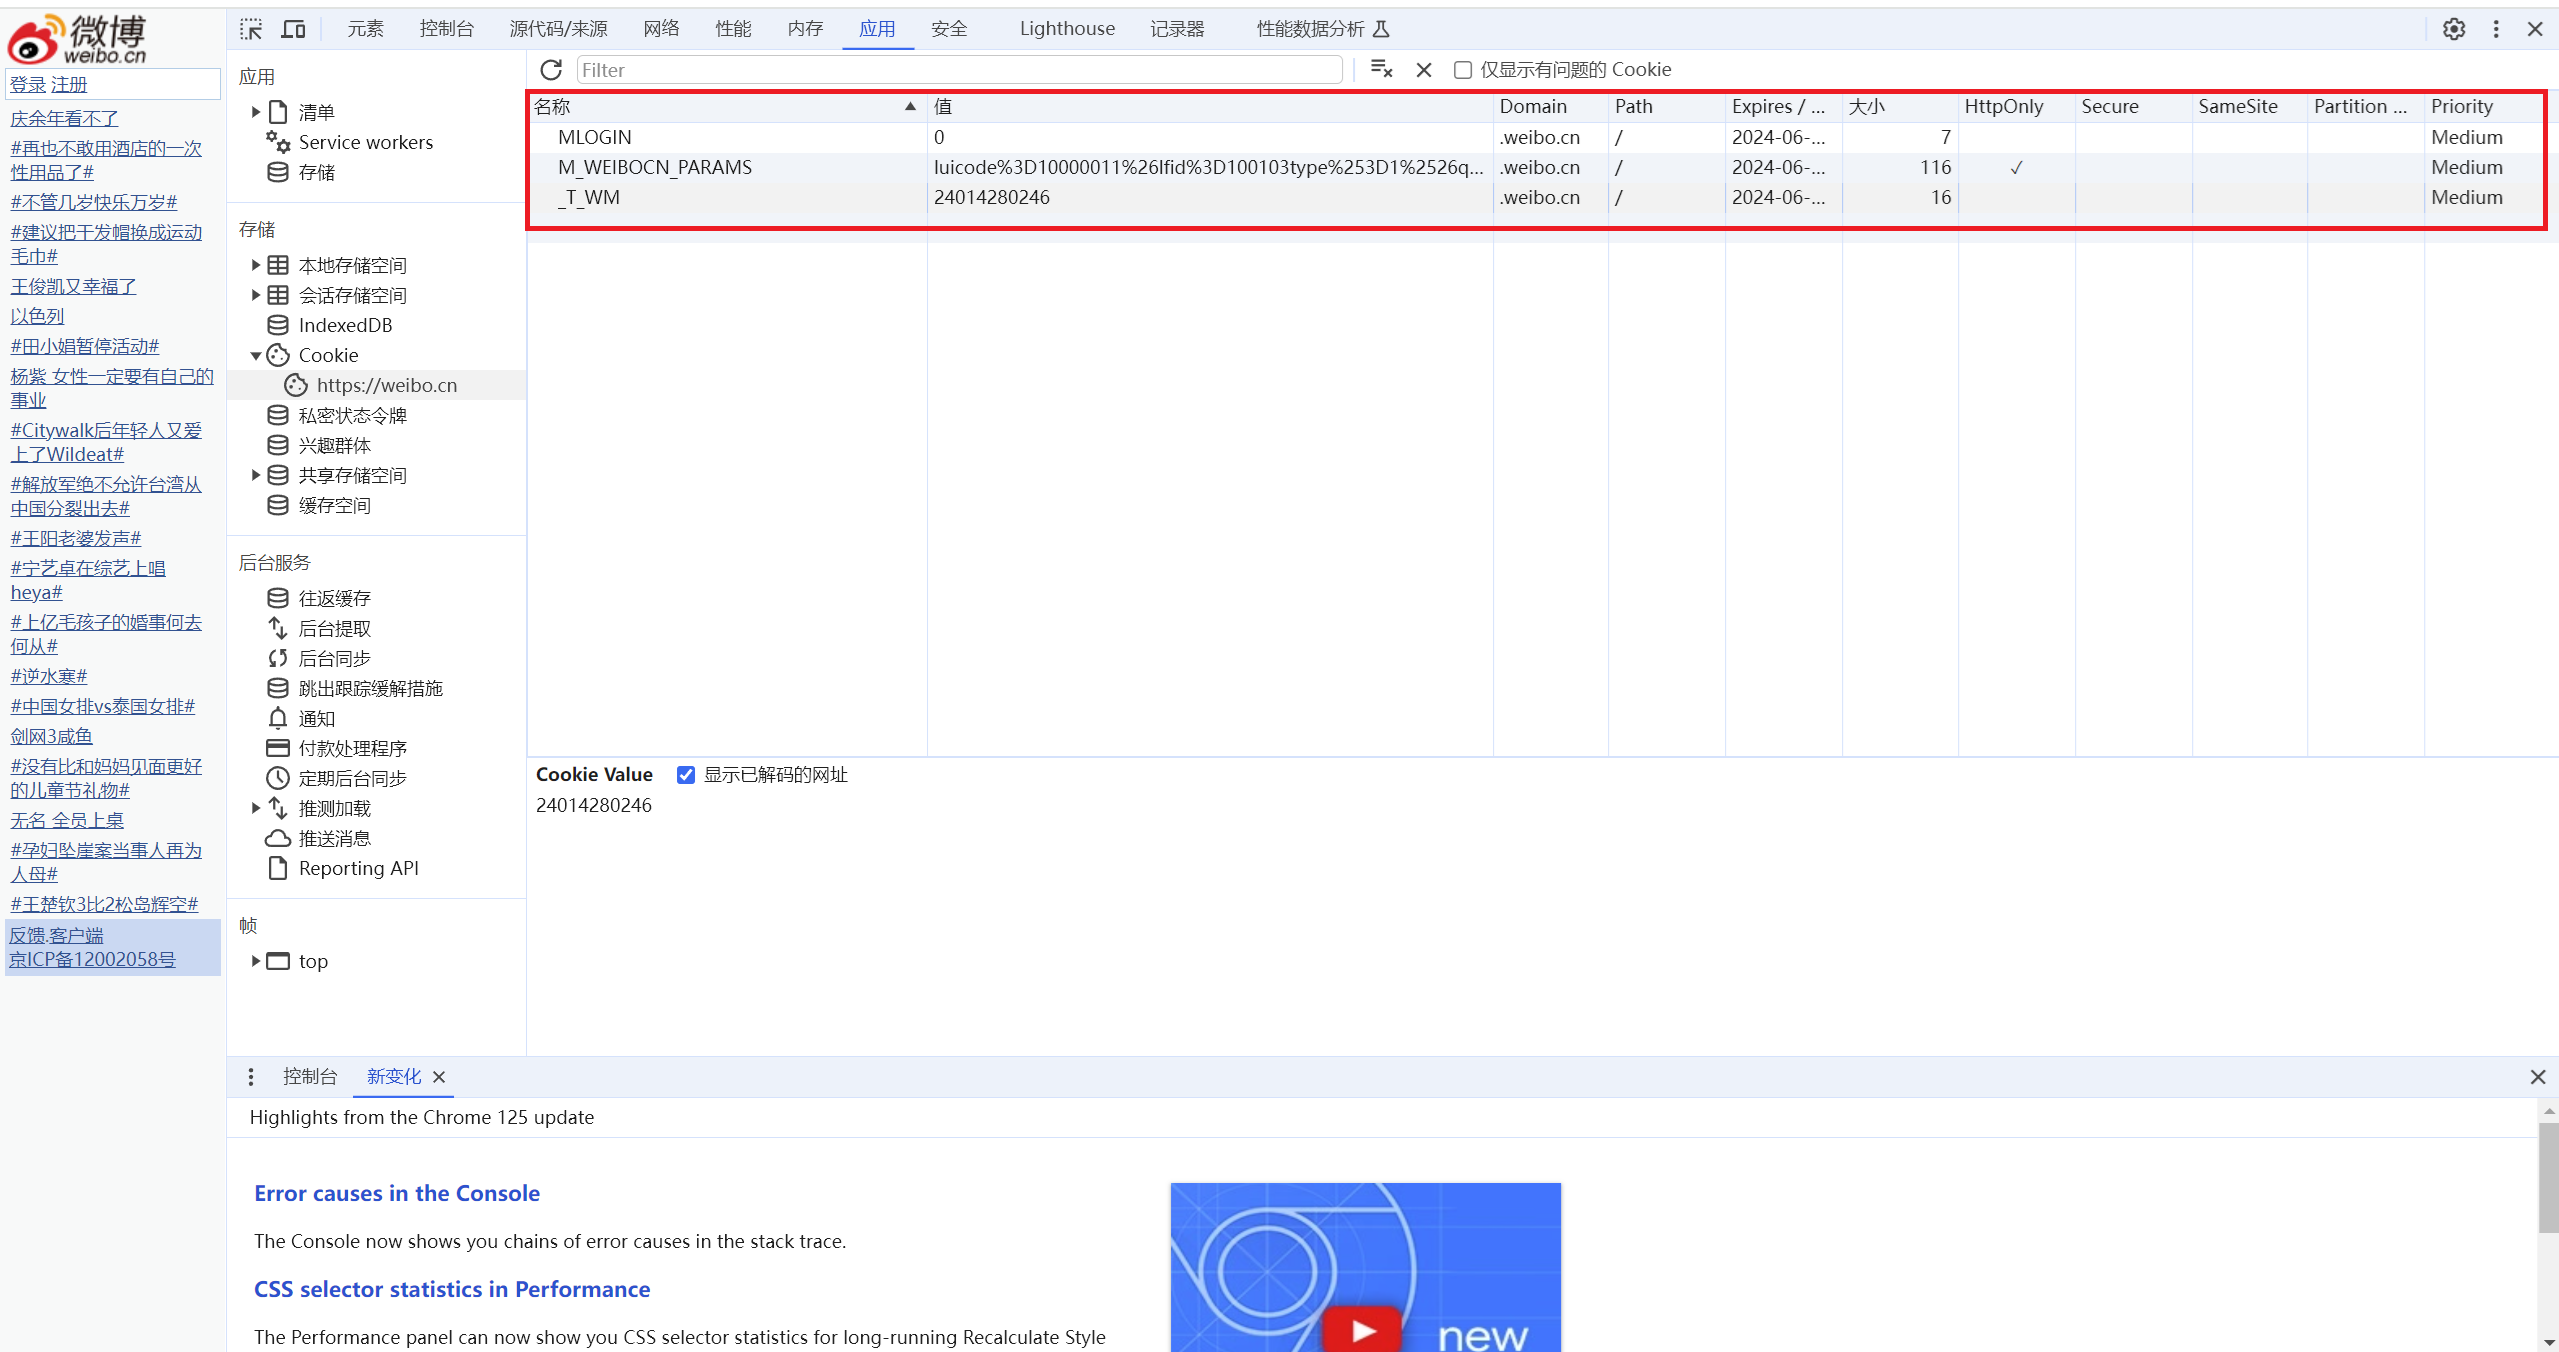 微博
weibo.cn
登录 注册
庆余年看不了
#再也不敢用酒店的一次
性用品了#
#不管几岁快乐万岁#
#建议把干发帽换成运动
毛巾#
王俊凯又幸福了
以色列
#田小娟暂停活动#
杨紫 女性一定要有自己的
事业
#Citywalk后年轻人又爱
上了Wildeat#
#解放军绝不允许台湾从
中国分裂出去#
#王阳老婆发声#
#宁艺卓在综艺上唱
heya#
#上亿毛孩子的婚事何去
何从#
#逆水寒#
#中国女排vs泰国女排#
剑网3咸鱼
#没有比和妈妈见面更好
的儿童节礼物#
无名 全员上桌
#孕妇坠崖案当事人再为
人母#
#王楚钦3比2松岛辉空#
反馈.客户端
京ICP备12002058号
元素 控制台 源代码/来源 网络 性能 内存 应用 安全 Lighthouse 记录器 性能数据分析
应用
清单
Service workers
存储
存储
本地存储空间
会话存储空间
IndexedDB
Cookie
https://weibo.cn
私密状态令牌
兴趣群体
共享存储空间
缓存空间
后台服务
往返缓存
后台提取
后台同步
跳出跟踪缓解措施
通知
付款处理程序
定期后台同步
推测加载
推送消息
Reporting API
帧
top
Filter 仅显示有问题的 Cookie
名称 值 Domain Path Expires / ... 大小 HttpOnly Secure SameSite Partition ... Priority
MLOGIN 0 .weibo.cn / 2024-06-... 7 Medium
M_WEIBOCN_PARAMS luicode%3D10000011%26lfid%3D100103type%253D1%2526q... .weibo.cn / 2024-06-... 116 ✓ Medium
_T_WM 24014280246 .weibo.cn / 2024-06-... 16 Medium
Cookie Value 显示已解码的网址
24014280246
控制台 新变化
Highlights from the Chrome 125 update
Error causes in the Console
The Console now shows you chains of error causes in the stack trace.
CSS selector statistics in Performance
The Performance panel can now show you CSS selector statistics for long-running Recalculate Style
new